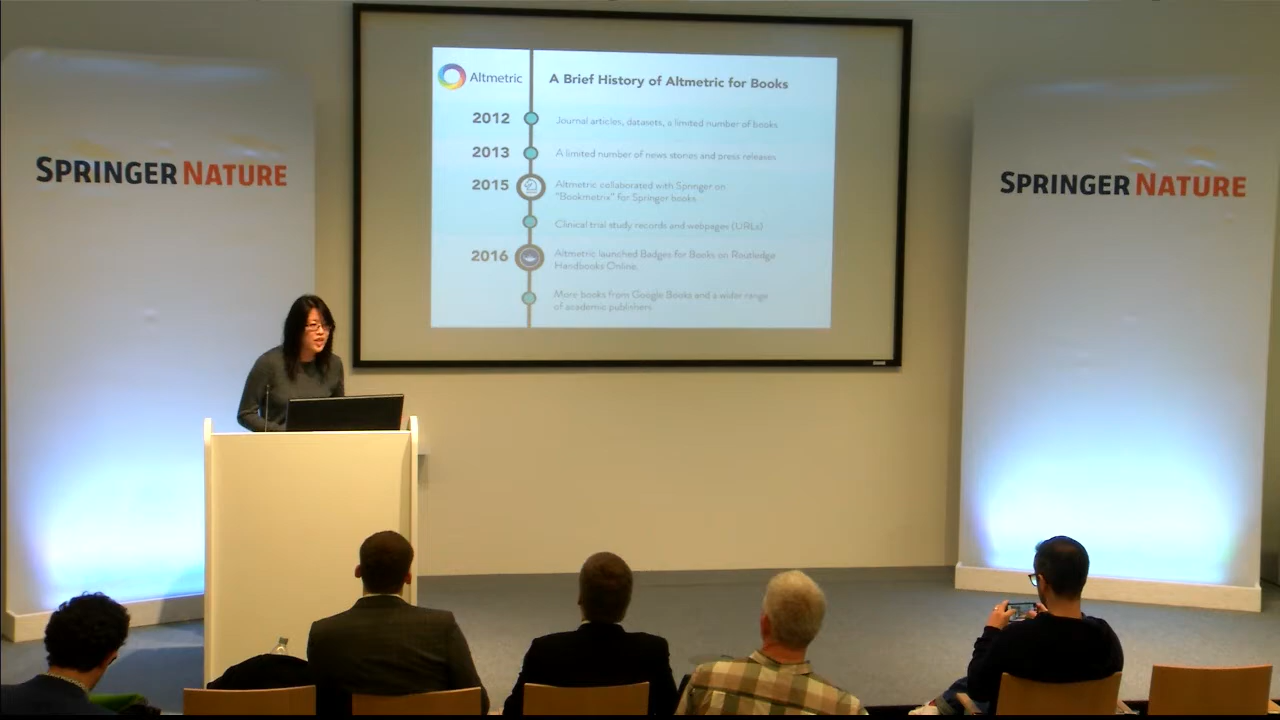 SPRINGER NATURE
Altmetric
A Brief History of Altmetric for Books
2012
Journal articles, datasets, a limited number of books
2013
A limited number of news stories and press releases
2015
Altmetric collaborated with Springer on
"Bookmetrix" for Springer books
Clinical trial study records and webpages (URLs)
2016
Altmetric launched Badges for Books on Routledge
Handbooks Online.
More books from Google Books and a wider range
of academic publishers
SPRINGER NATURE